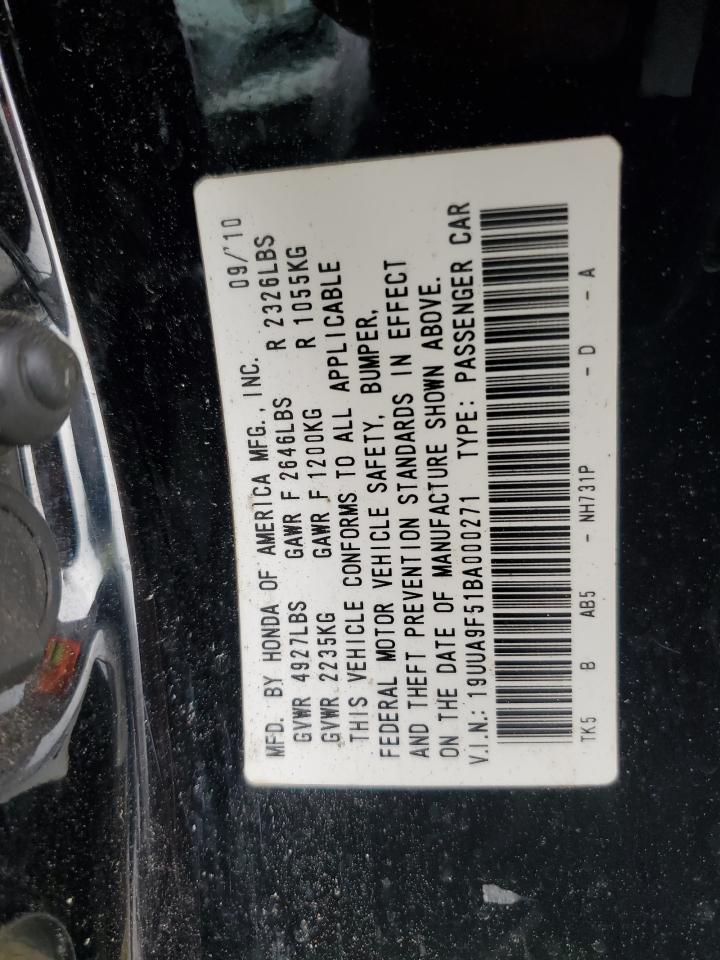 MFD. BY HONDA OF AMERICA MFG., INC. 09/'10
GVWR 4927LBS GAWR F 2646LBS R 2326LBS
GVWR 2235KG GAWR F 1200KG R 1055KG
THIS VEHICLE CONFORMS TO ALL APPLICABLE
FEDERAL MOTOR VEHICLE SAFETY, BUMPER,
AND THEFT PREVENTION STANDARDS IN EFFECT
ON THE DATE OF MANUFACTURE SHOWN ABOVE.
V.I.N.: 19UUA9F51BA000271 TYPE: PASSENGER CAR
TK5 B AB5 - NH731P - D - A